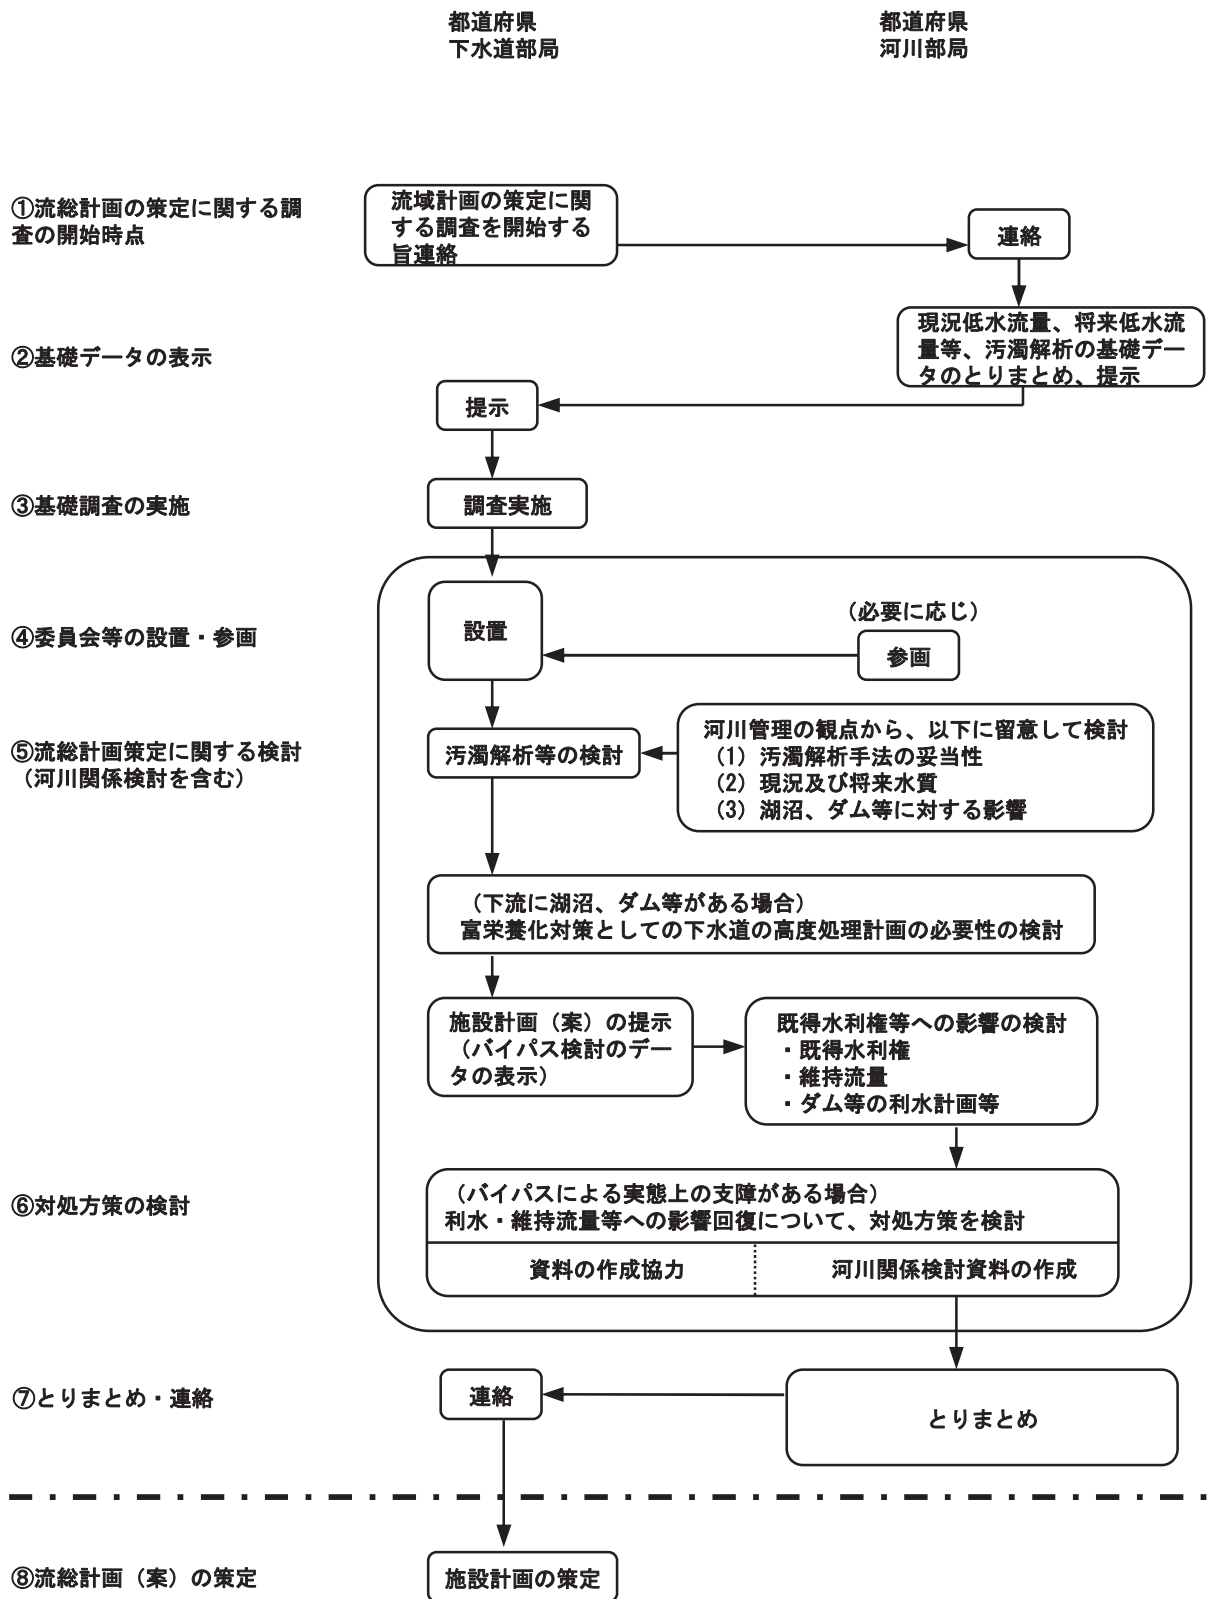 都道府県
下水道部局
都道府県
河川部局
①流総計画の策定に関する調
査の開始時点
流域計画の策定に関
する調査を開始する
旨連絡
連絡
②基礎データの表示
現況低水流量、将来低水流
量等、汚濁解析の基礎デー
タのとりまとめ、提示
提示
③基礎調査の実施
調査実施
④委員会等の設置・参画
設置
（必要に応じ）
参画
⑤流総計画策定に関する検討
（河川関係検討を含む）
汚濁解析等の検討
河川管理の観点から、以下に留意して検討
（1）汚濁解析手法の妥当性
（2）現況及び将来水質
（3）湖沼、ダム等に対する影響
（下流に湖沼、ダム等がある場合）
富栄養化対策としての下水道の高度処理計画の必要性の検討
施設計画（案）の提示
（バイパス検討のデー
タの表示）
既得水利権等への影響の検討
・既得水利権
・維持流量
・ダム等の利水計画等
⑥対処方策の検討
（バイパスによる実態上の支障がある場合）
利水・維持流量等への影響回復について、対処方策を検討
資料の作成協力
河川関係検討資料の作成
⑦とりまとめ・連絡
連絡
とりまとめ
⑧流総計画（案）の策定
施設計画の策定